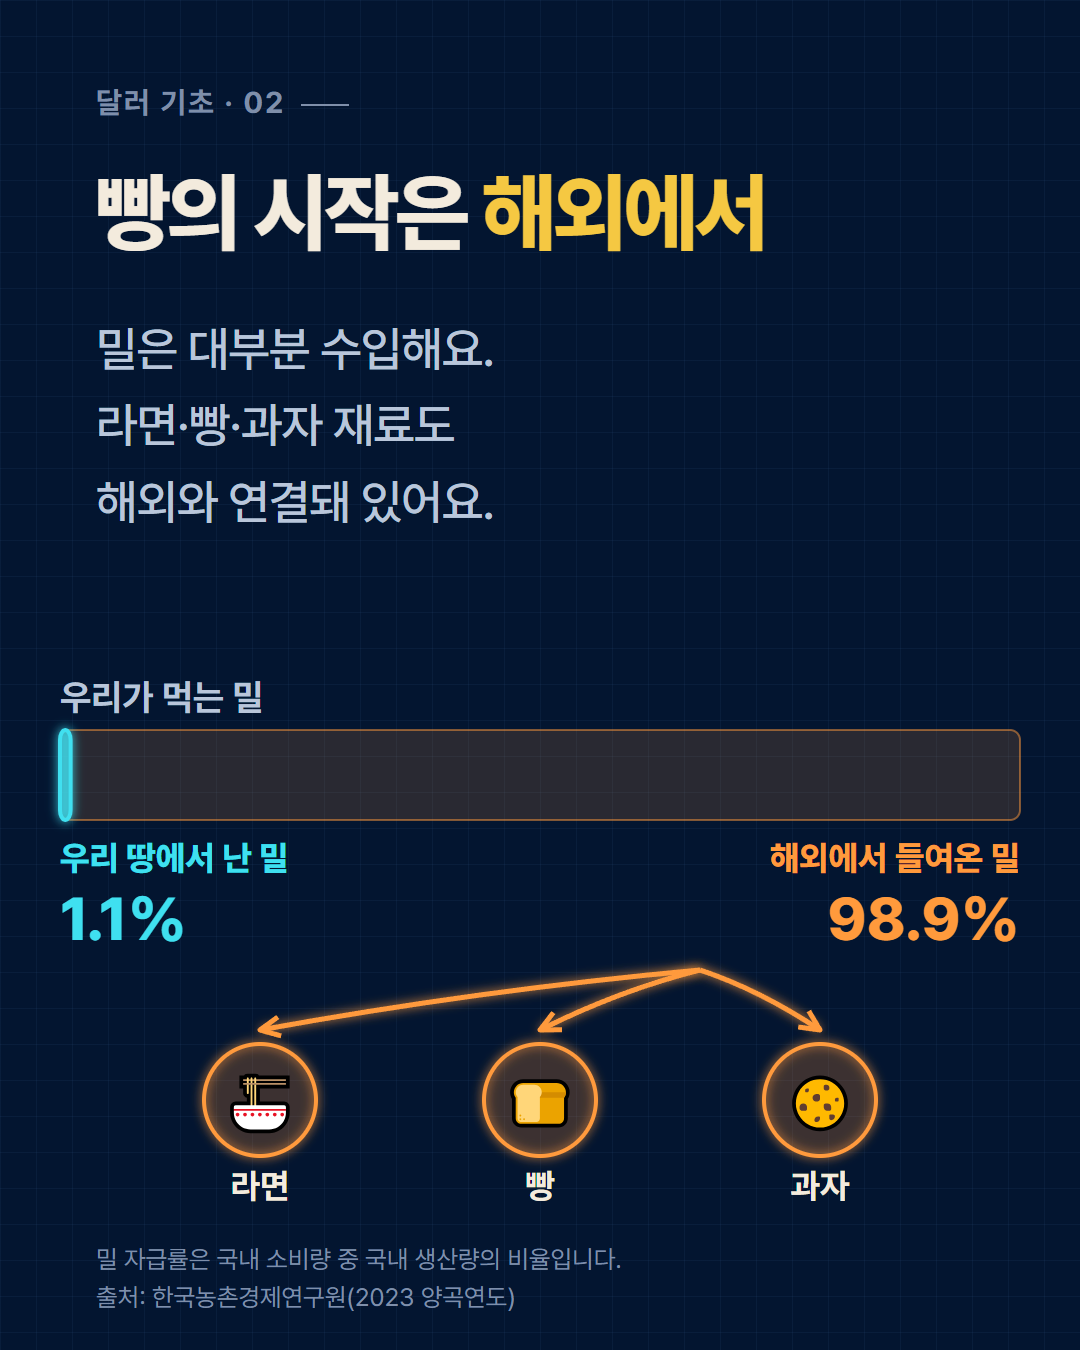 달러 기초 · 02
빵의 시작은 해외에서
밀은 대부분 수입해요.
라면·빵·과자 재료도
해외와 연결돼 있어요.
우리가 먹는 밀
우리 땅에서 난 밀
1.1%
해외에서 들여온 밀
98.9%
라면
빵
과자
밀 자급률은 국내 소비량 중 국내 생산량의 비율입니다.
출처: 한국농촌경제연구원(2023 양곡연도)